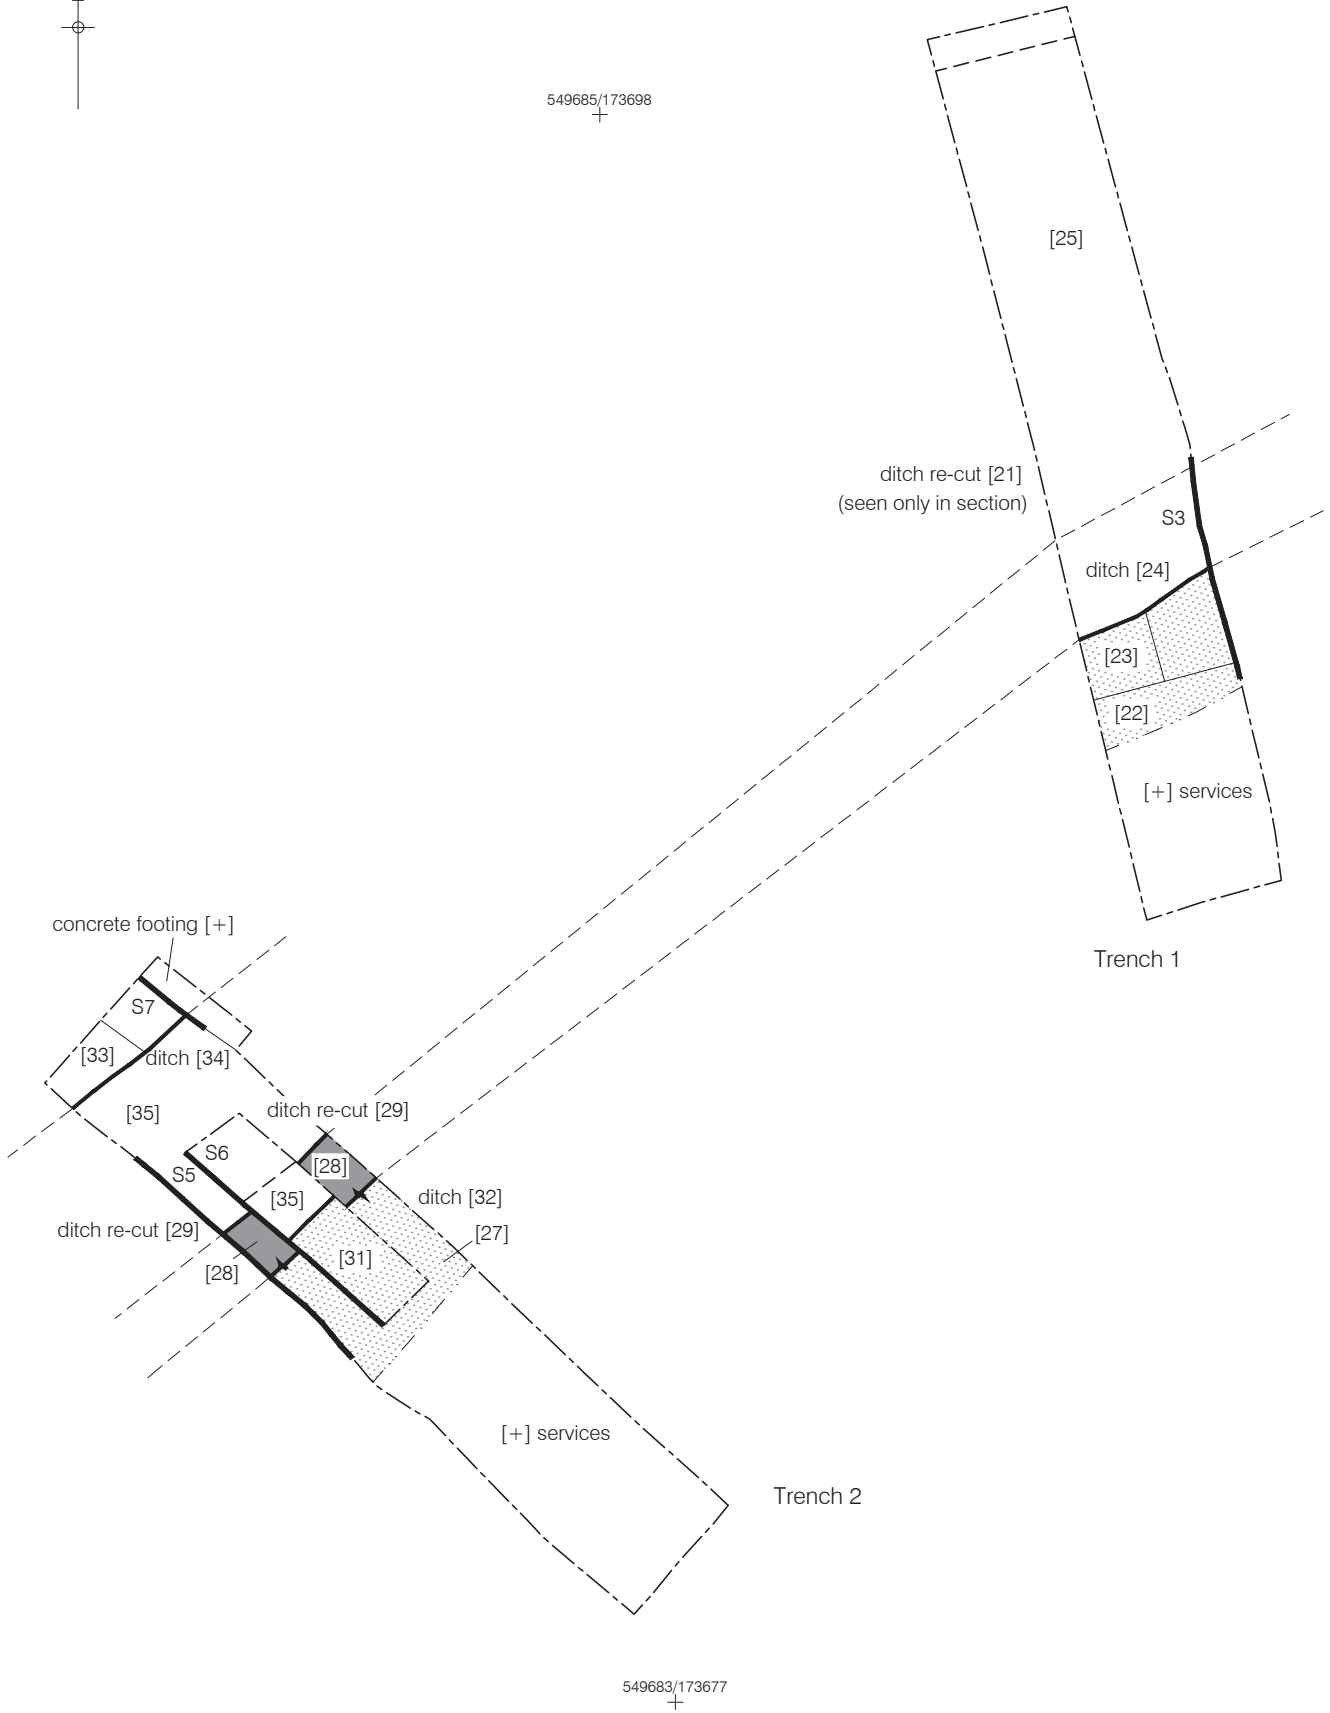 549685/173698
[25]
ditch re-cut [21]
(seen only in section)
S3
ditch [24]
[23]
[22]
[+] services
Trench 1
concrete footing [+]
S7
[33]
ditch [34]
[35]
ditch re-cut [29]
S6
S5
[28]
[35]
ditch [32]
ditch re-cut [29]
[27]
[31]
[28]
[+] services
Trench 2
549683/173677